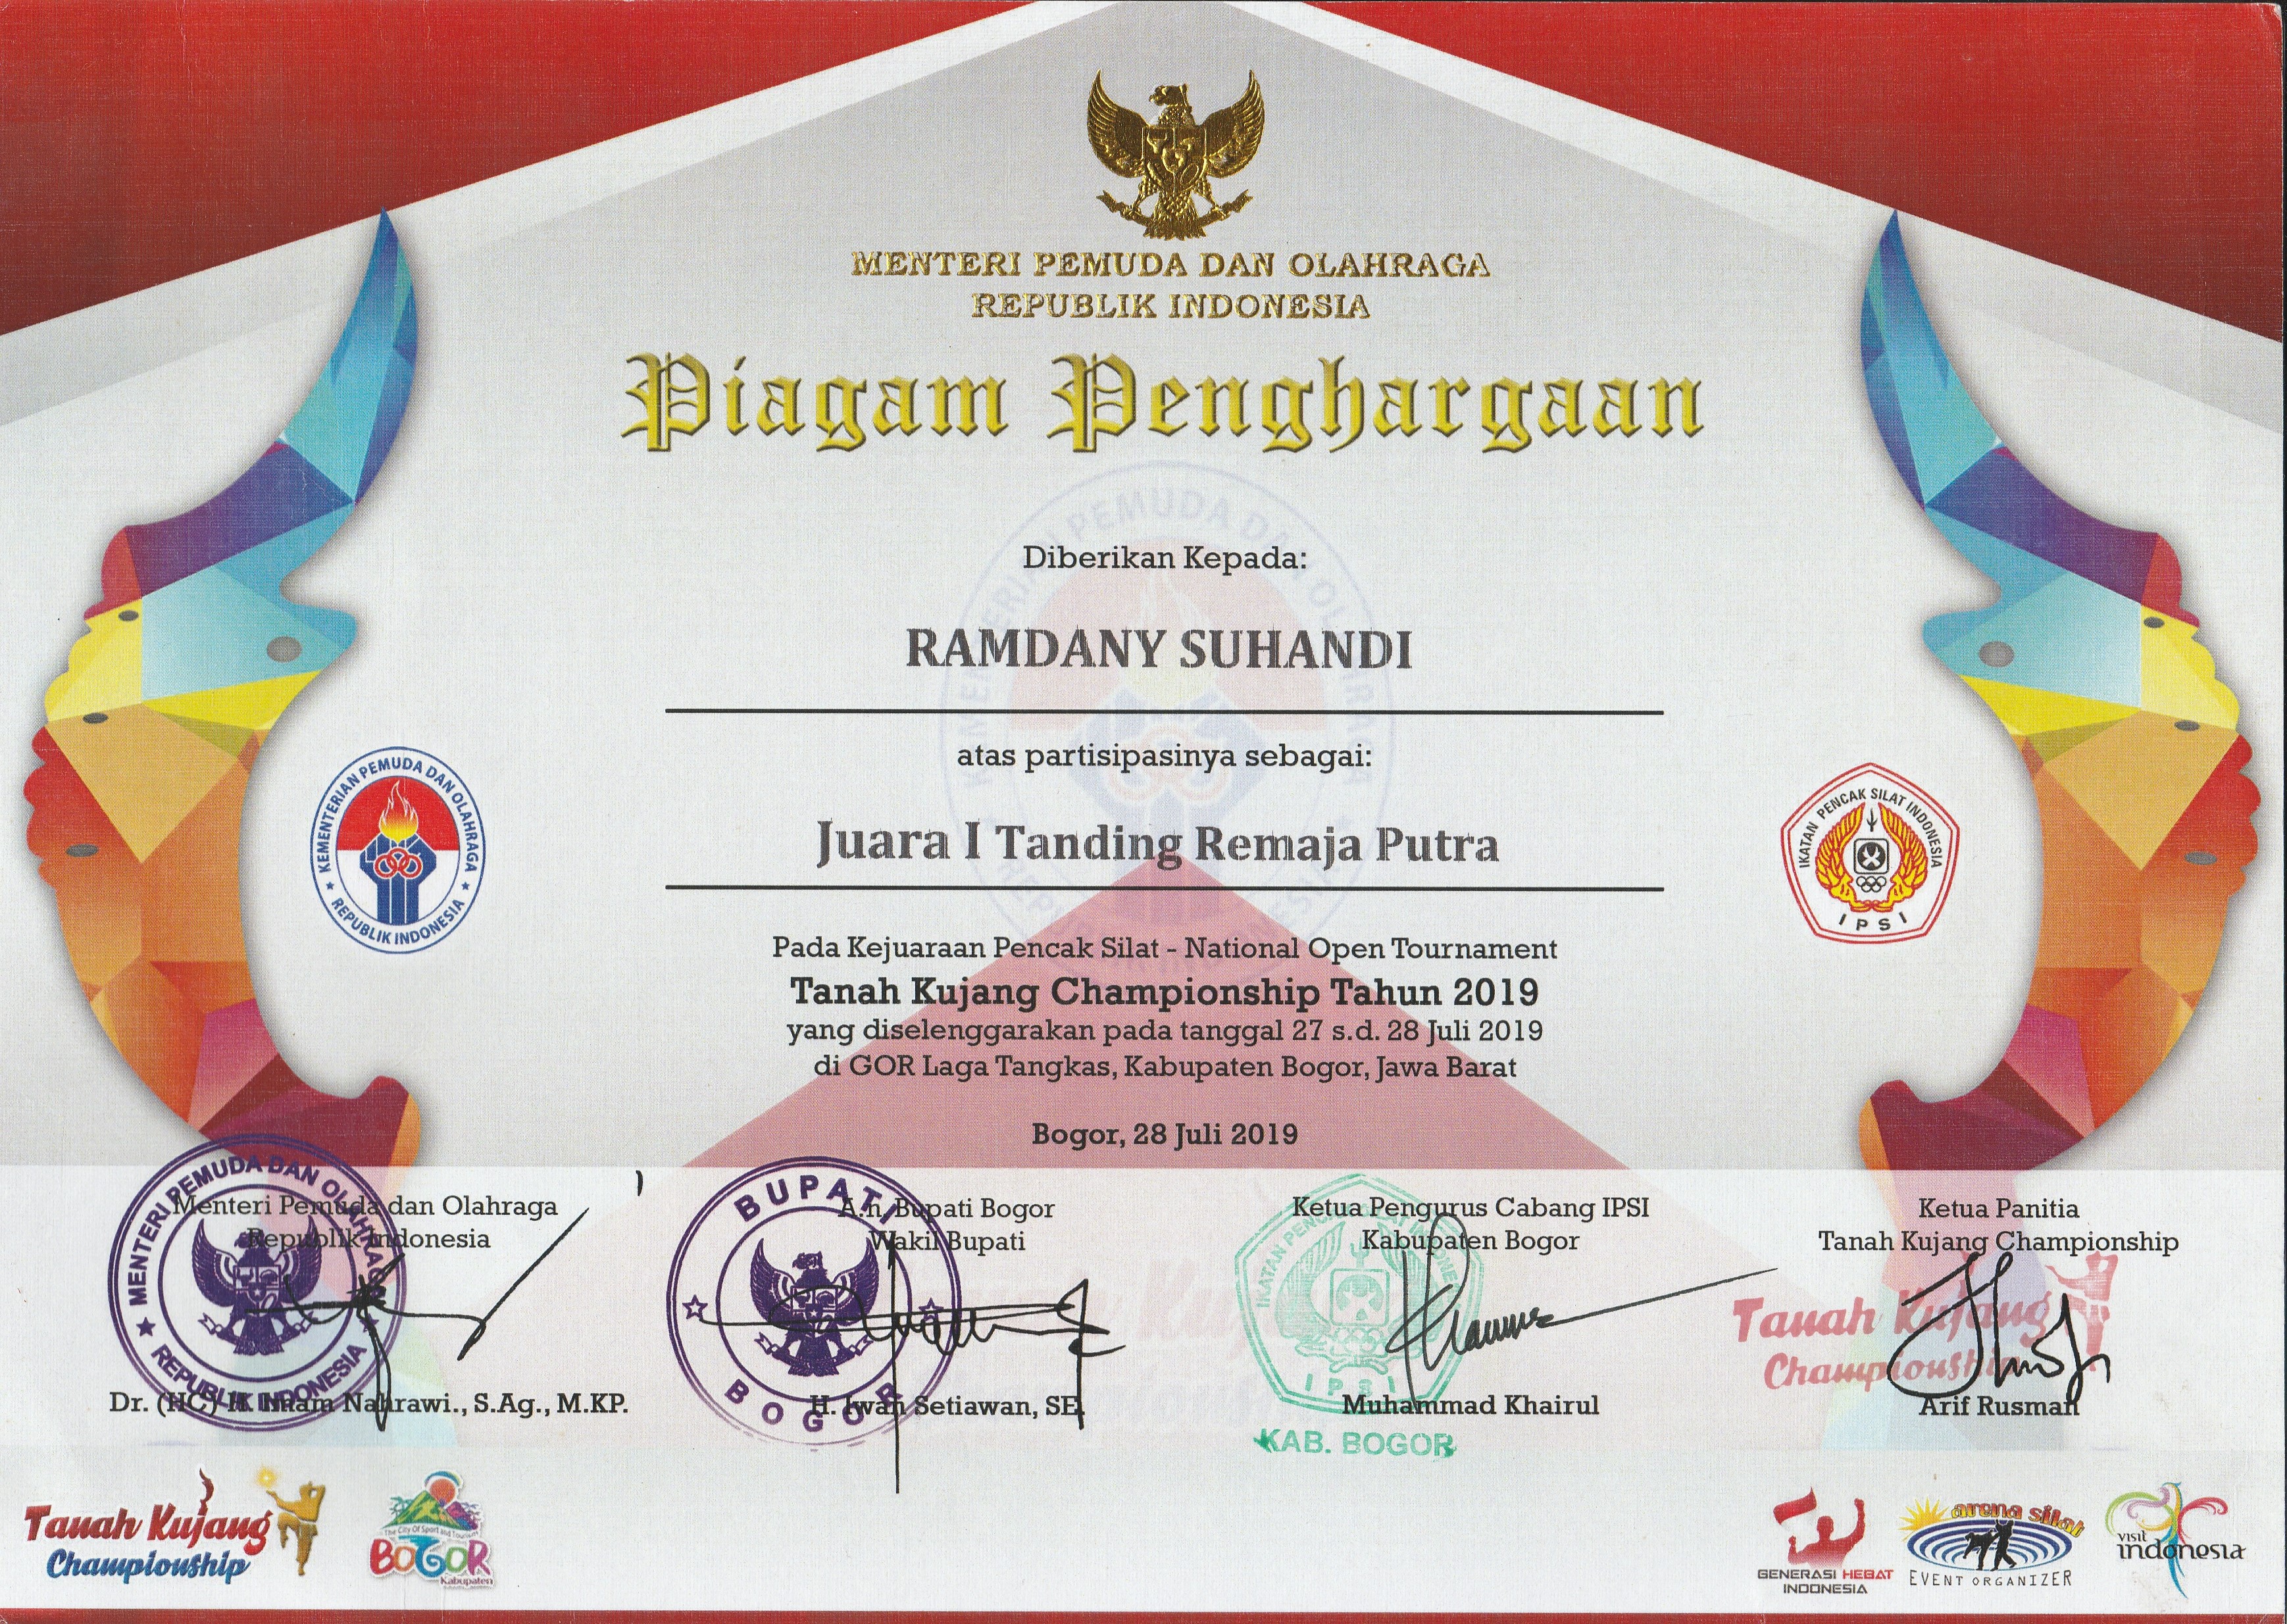 MENTERI PEMUDA DAN OLAHRAGA
REPUBLIK INDONESIA
Piagam Penghargaan
Diberikan Kepada:
RAMDANY SUHANDI
atas partisipasinya sebagai:
Juara I Tanding Remaja Putra
KEMENTERIAN PEMUDA DAN OLAHRAGA
REPUBLIK INDONESIA
IKATAN PENCAK SILAT INDONESIA
IPSI
Pada Kejuaraan Pencak Silat - National Open Tournament
Tanah Kujang Championship Tahun 2019
yang diselenggarakan pada tanggal 27 s.d. 28 Juli 2019
di GOR Laga Tangkas, Kabupaten Bogor, Jawa Barat
Bogor, 28 Juli 2019
Menteri Pemuda dan Olahraga
Republik Indonesia
MENTERI PEMUDA DAN OLAHRAGA
REPUBLIK INDONESIA
Dr. (HC) H. Imam Nahrawi., S.Ag., M.KP.
A.n. Bupati Bogor
Wakil Bupati
BUPATI
BOGOR
H. Iwan Setiawan, SE.
Ketua Pengurus Cabang IPSI
Kabupaten Bogor
IKATAN PENCAK SILAT INDONESIA
IPSI
Muhammad Khairul
KAB. BOGOR
Ketua Panitia
Tanah Kujang Championship
Tanah Kujang
Championship
Arif Rusman
Tanah Kujang
Championship
The City Of Sport and Tourism
BOGOR
Kabupaten
GENERASI HEBAT
INDONESIA
arena silat
EVENT ORGANIZER
visit
indonesia